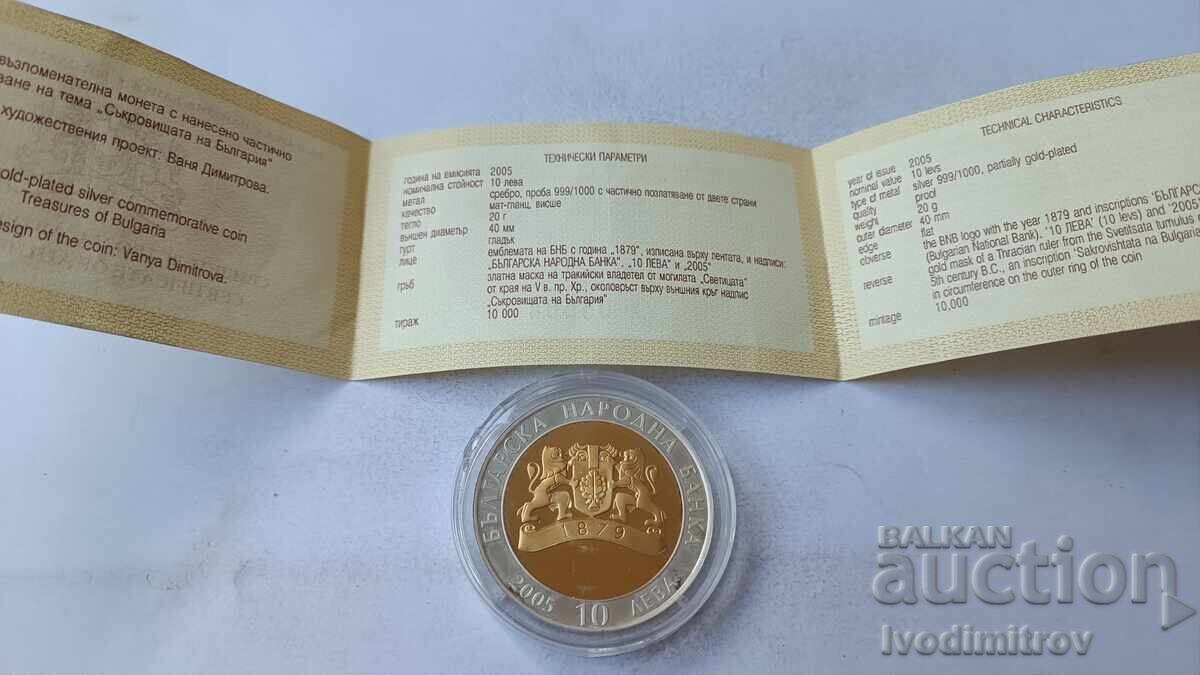 възпоменателна монета с нанесено частично
ване на тема „Съкровищата на България"
художествения проект: Ваня Димитрова.
old-plated silver commemorative coin
Treasures of Bulgaria
esign of the coin: Vanya Dimitrova.
ТЕХНИЧЕСКИ ПАРАМЕТРИ
година на емисията 2005
номинална стойност 10 лева
метал сребро, проба 999/1000 с частично позлатяване от двете страни
качество мат-гланц, висше
тегло 20 г
външен диаметър 40 мм
гурт гладък
лице емблемата на БНБ с година „1879", изписана върху лентата, и надписи:
„БЪЛГАРСКА НАРОДНА БАНКА", „10 ЛЕВА" и „2005"
гръб златна маска на тракийски владетел от могилата „Светицата"
от края на V в. пр. Хр., околовръст върху външния кръг надпис
„Съкровищата на България"
тираж 10 000
TECHNICAL CHARACTERISTICS
year of issue 2005
nominal value 10 levs
type of metal silver 999/1000, partially gold-plated
quality proof
weight 20 g
outer diameter 40 mm
edge flat
obverse the BNB logo with the year 1879 and inscriptions 'БЪЛГАРС
(Bulgarian National Bank), '10 ЛЕВА' (10 levs) and '2005'
reverse gold mask of a Thracian ruler from the Svetitsata tumulus
5th century B.C., an inscription 'Sakrovishtata na Bulgaria
in circumference on the outer ring of the coin
mintage 10,000
БЪЛГАРСКА НАРОДНА БАНКА
1879
2005 10 ЛЕВА
BALKAN
auction
Ivodimitrov